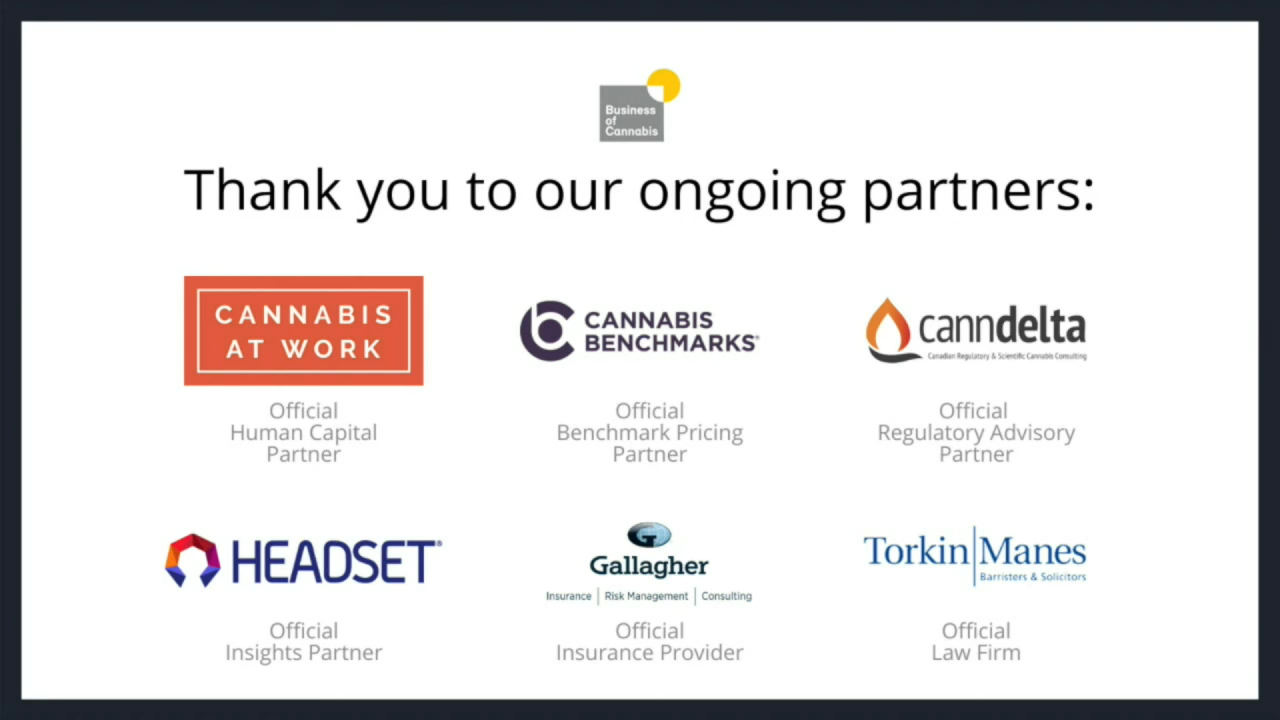 Business
of
Cannabis
Thank you to our ongoing partners:
CANNABIS
AT WORK
Official
Human Capital
Partner
CANNABIS
BENCHMARKS®
Official
Benchmark Pricing
Partner
canndelta
Canadian Regulatory & Scientific Cannabis Consulting
Official
Regulatory Advisory
Partner
HEADSET®
Official
Insights Partner
G
Gallagher
Insurance | Risk Management | Consulting
Official
Insurance Provider
Torkin|Manes
Barristers & Solicitors
Official
Law Firm